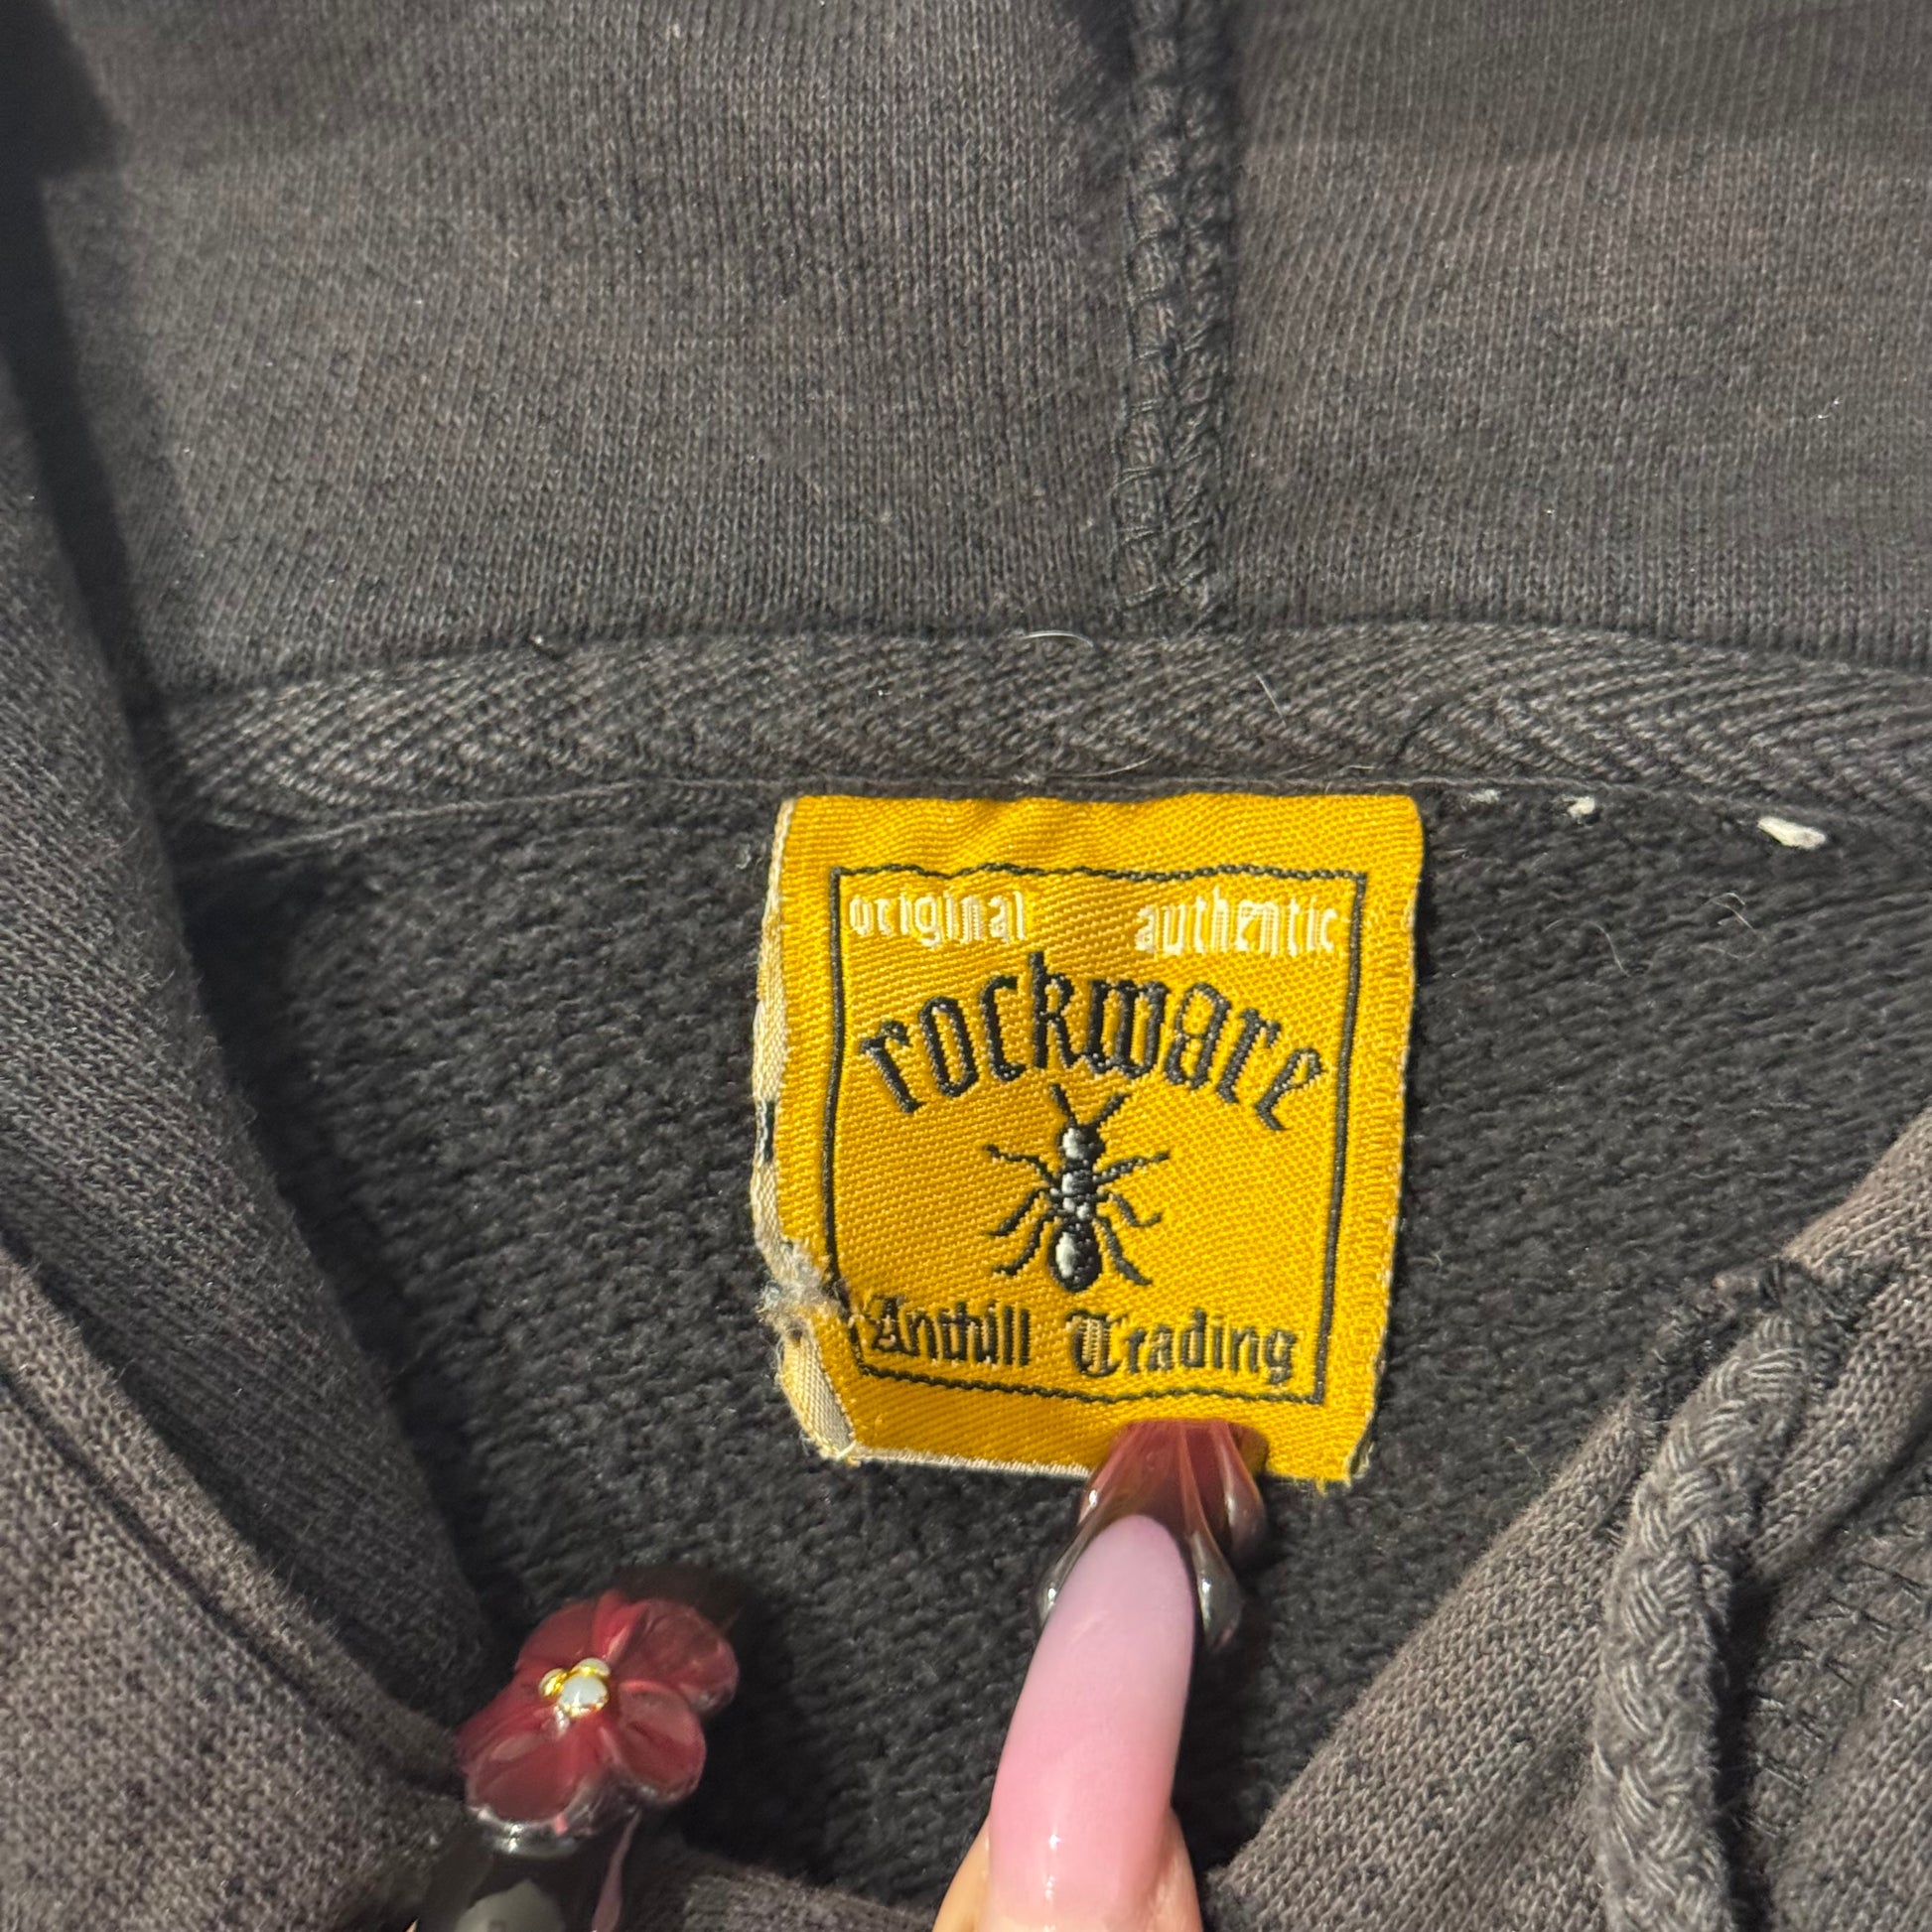 original authentic
rockware
Anthill Trading